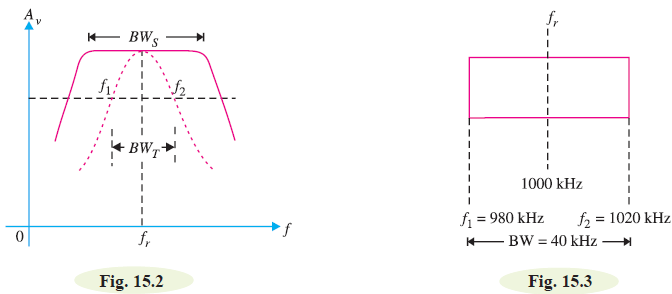 A_v
BW_S
f_1
f_2
BW_T
0
f_r
f
Fig. 15.2
f_r
1000 kHz
f_1 = 980 kHz
f_2 = 1020 kHz
BW = 40 kHz
Fig. 15.3